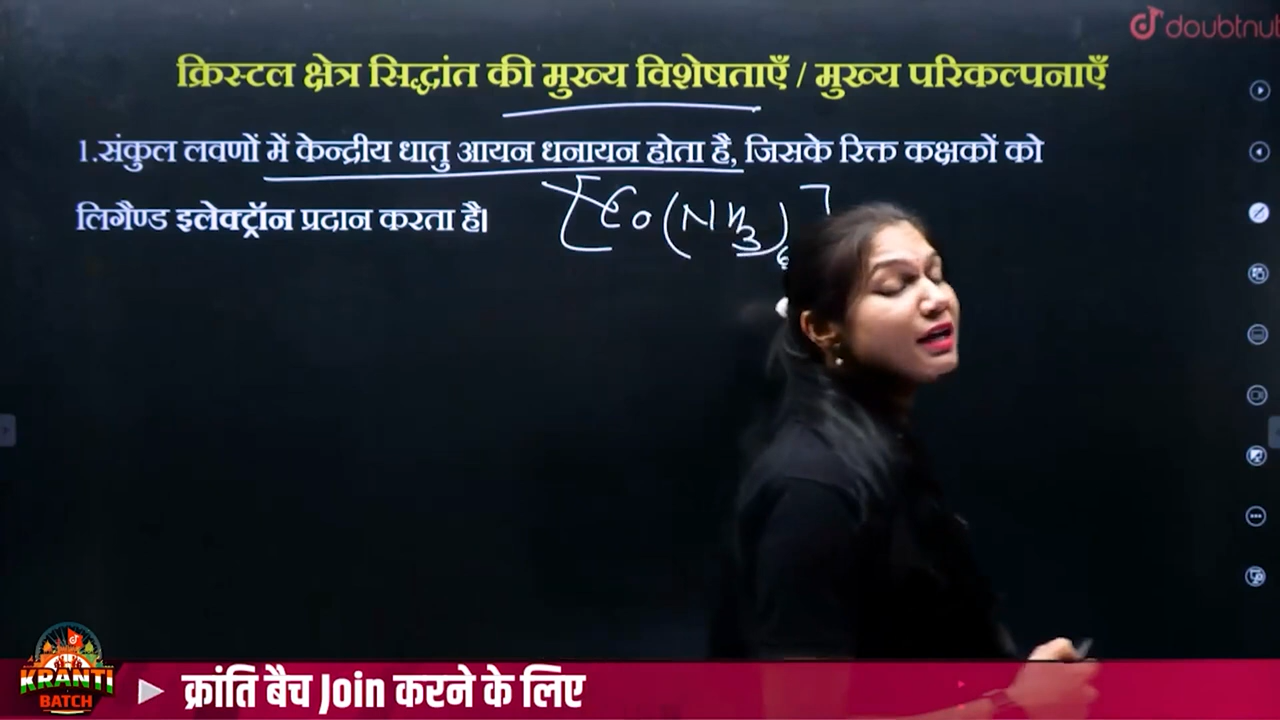 doubtnut
क्रिस्टल क्षेत्र सिद्धांत की मुख्य विशेषताएँ / मुख्य परिकल्पनाएँ
1.संकुल लवणों में केन्द्रीय धातु आयन धनायन होता है, जिसके रिक्त कक्षकों को
लिगैण्ड इलेक्ट्रॉन प्रदान करता है।
[Co(NH3)6]
KRANTI
BATCH
क्रांति बैच Join करने के लिए